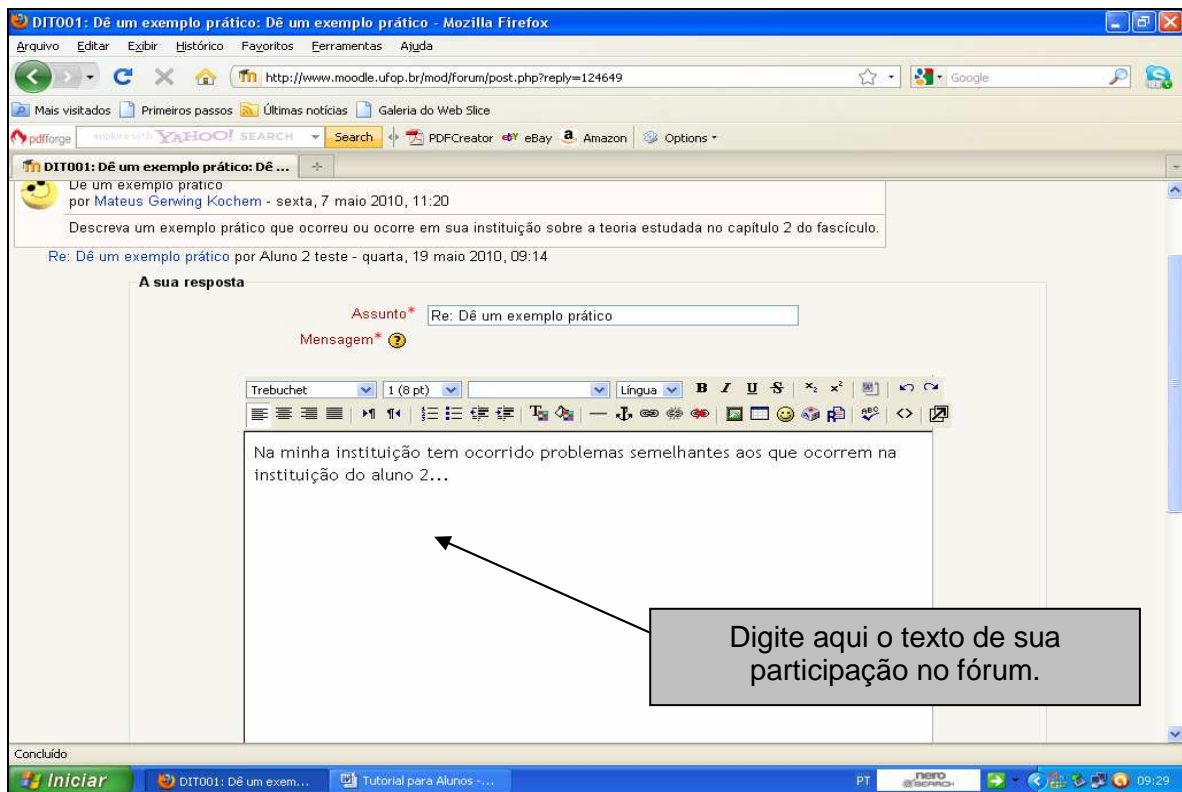 DIT001: Dê um exemplo prático: Dê um exemplo prático - Mozilla Firefox
Arquivo Editar Exibir Histórico Favoritos Ferramentas Ajuda
http://www.moodle.ufop.br/mod/forum/post.php?reply=124649
Google
Mais visitados Primeiros passos Últimas notícias Galeria do Web Slice
pdfforge explore with YAHOO! SEARCH Search PDFCreator eBay Amazon Options
DIT001: Dê um exemplo prático: Dê ...
Dê um exemplo prático
por Mateus Gerwing Kochem - sexta, 7 maio 2010, 11:20
Descreva um exemplo prático que ocorreu ou ocorre em sua instituição sobre a teoria estudada no capítulo 2 do fascículo.
Re: Dê um exemplo prático por Aluno 2 teste - quarta, 19 maio 2010, 09:14
A sua resposta
Assunto* Re: Dê um exemplo prático
Mensagem*
Trebuchet 1 (8 pt) Língua B I U S
Na minha instituição tem ocorrido problemas semelhantes aos que ocorrem na
instituição do aluno 2...
Digite aqui o texto de sua
participação no fórum.
Concluído
Iniciar DIT001: Dê um exem... Tutorial para Alunos -... PT nero SEARCH 09:29